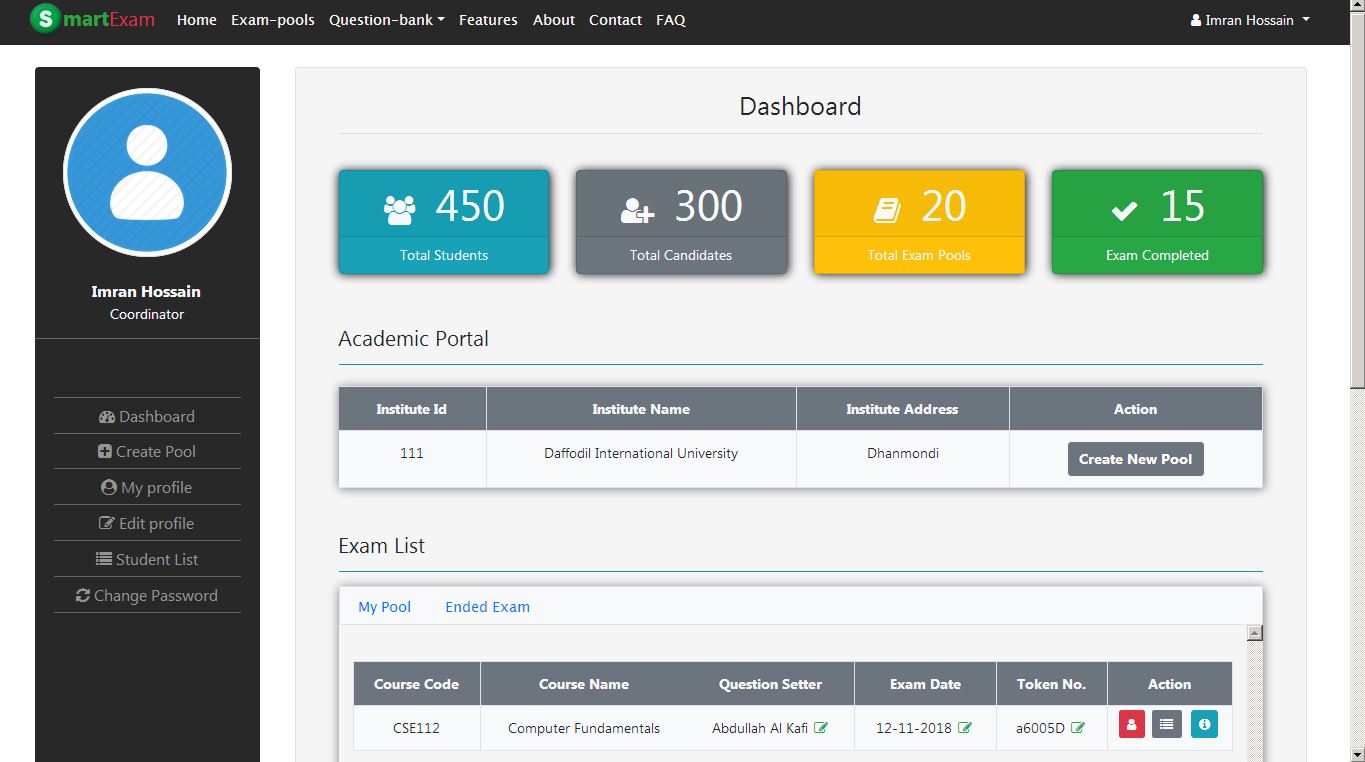 SmartExam Home Exam-pools Question-bank Features About Contact FAQ Imran Hossain
Imran Hossain
Coordinator
Dashboard
Create Pool
My profile
Edit profile
Student List
Change Password
Dashboard
450 300 20 15
Total Students Total Candidates Total Exam Pools Exam Completed
Academic Portal
Institute Id Institute Name Institute Address Action
111 Daffodil International University Dhanmondi Create New Pool
Exam List
My Pool Ended Exam
Course Code Course Name Question Setter Exam Date Token No. Action
CSE112 Computer Fundamentals Abdullah Al Kafi 12-11-2018 a6005D